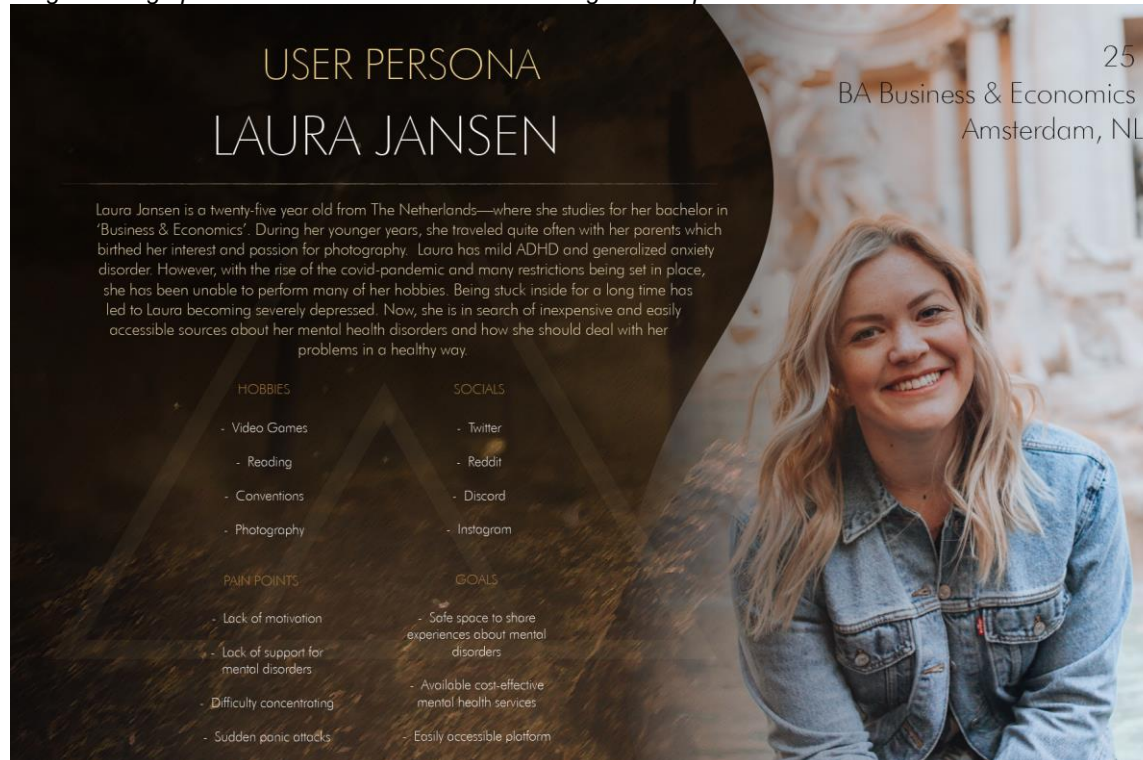 USER PERSONA
LAURA JANSEN
25
BA Business & Economics
Amsterdam, NL
Laura Jansen is a twenty-five year old from The Netherlands—where she studies for her bachelor in
‘Business & Economics’. During her younger years, she traveled quite often with her parents which
birthed her interest and passion for photography. Laura has mild ADHD and generalized anxiety
disorder. However, with the rise of the covid-pandemic and many restrictions being set in place,
she has been unable to perform many of her hobbies. Being stuck inside for a long time has
led to Laura becoming severely depressed. Now, she is in search of inexpensive and easily
accessible sources about her mental health disorders and how she should deal with her
problems in a healthy way.
HOBBIES
- Video Games
- Reading
- Conventions
- Photography
SOCIALS
- Twitter
- Reddit
- Discord
- Instagram
PAIN POINTS
- Lack of motivation
- Lack of support for
mental disorders
- Difficulty concentrating
- Sudden panic attacks
GOALS
- Safe space to share
experiences about mental
disorders
- Available cost-effective
mental health services
- Easily accessible platform